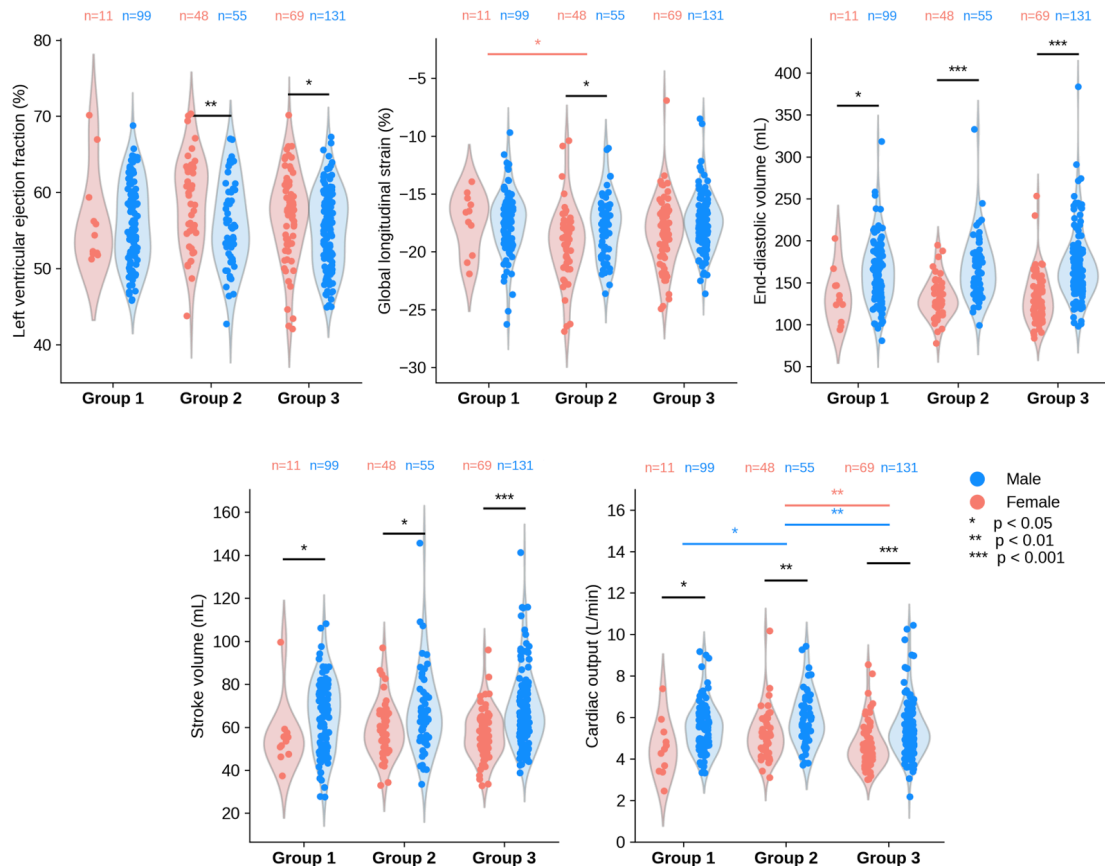 n=11 n=99 n=48 n=55 n=69 n=131
Left ventricular ejection fraction (%)
80
70
60
50
40
**
*
Group 1 Group 2 Group 3
n=11 n=99 n=48 n=55 n=69 n=131
Global longitudinal strain (%)
−5
−10
−15
−20
−25
−30
*
*
Group 1 Group 2 Group 3
n=11 n=99 n=48 n=55 n=69 n=131
End-diastolic volume (mL)
400
350
300
250
200
150
100
50
*
***
***
Group 1 Group 2 Group 3
n=11 n=99 n=48 n=55 n=69 n=131
Stroke volume (mL)
160
140
120
100
80
60
40
20
*
*
***
Group 1 Group 2 Group 3
n=11 n=99 n=48 n=55 n=69 n=131
Cardiac output (L/min)
16
14
12
10
8
6
4
2
0
**
**
*
*
**
***
Group 1 Group 2 Group 3
Male
Female
* p < 0.05
** p < 0.01
*** p < 0.001